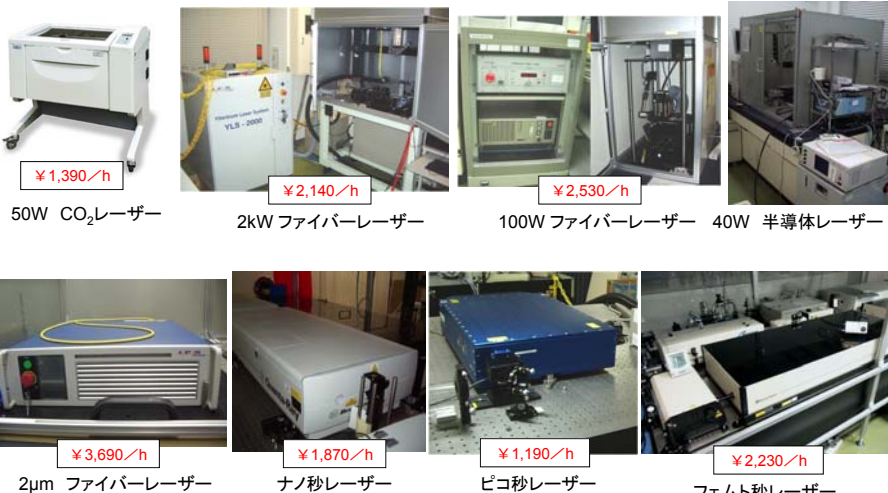 ¥1,390/h
50W CO₂レーザー
YLS - 2000
¥2,140/h
2kW ファイバーレーザー
¥2,530/h
100W ファイバーレーザー
40W 半導体レーザー
¥3,690/h
2μm ファイバーレーザー
¥1,870/h
ナノ秒レーザー
¥1,190/h
ピコ秒レーザー
¥2,230/h
フェムト秒レーザー